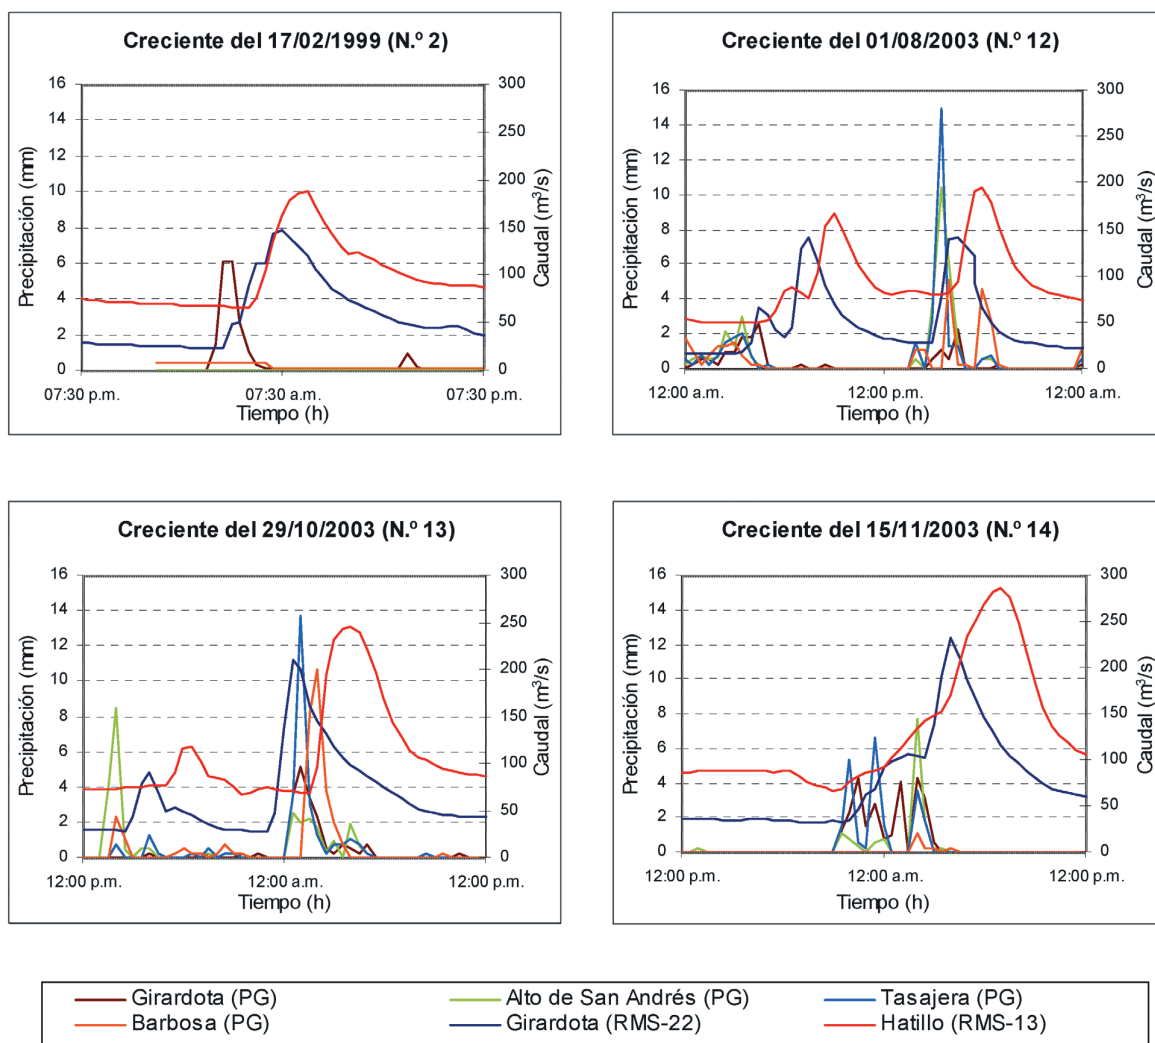 Creciente del 17/02/1999 (N.º 2)
16
14
12
10
8
6
4
2
0
Precipitación (mm)
300
250
200
150
100
50
0
Caudal (m³/s)
07:30 p.m.
07:30 a.m.
07:30 p.m.
Tiempo (h)
Creciente del 01/08/2003 (N.º 12)
16
14
12
10
8
6
4
2
0
Precipitación (mm)
300
250
200
150
100
50
0
Caudal (m³/s)
12:00 a.m.
12:00 p.m.
12:00 a.m.
Tiempo (h)
Creciente del 29/10/2003 (N.º 13)
16
14
12
10
8
6
4
2
0
Precipitación (mm)
300
250
200
150
100
50
0
Caudal (m³/s)
12:00 p.m.
12:00 a.m.
12:00 p.m.
Tiempo (h)
Creciente del 15/11/2003 (N.º 14)
16
14
12
10
8
6
4
2
0
Precipitación (mm)
300
250
200
150
100
50
0
Caudal (m³/s)
12:00 p.m.
12:00 a.m.
12:00 p.m.
Tiempo (h)
Girardota (PG)
Alto de San Andrés (PG)
Tasajera (PG)
Barbosa (PG)
Girardota (RMS-22)
Hatillo (RMS-13)